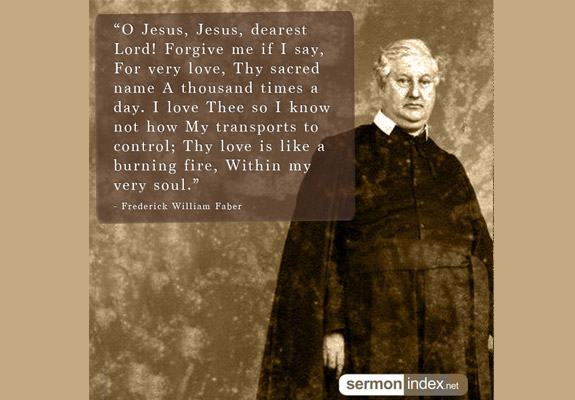 “O Jesus, Jesus, dearest
Lord! Forgive me if I say,
For very love, Thy sacred
name A thousand times a
day. I love Thee so I know
not how My transports to
control; Thy love is like a
burning fire, Within my
very soul.”
- Frederick William Faber
sermonindex.net